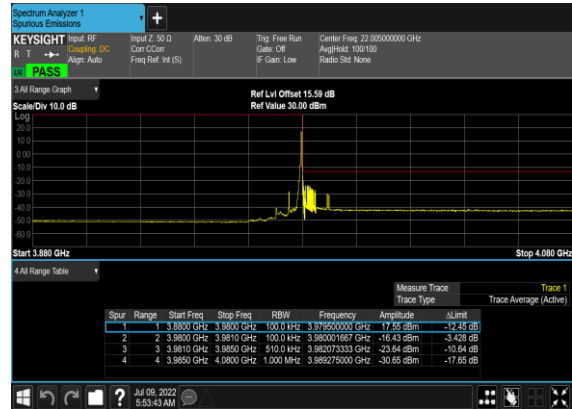 Spectrum Analyzer 1
Spurious Emissions
+
KEYSIGHT Input: RF Input Z: 50 Ω Atten: 30 dB Trig: Free Run Center Freq: 22.005000000 GHz
R T Coupling: DC Corr CCorr Gate: Off Avg|Hold: 100/100
Align: Auto Freq Ref: Int (S) IF Gain: Low Radio Std: None
PASS
3 All Range Graph
Ref Lvl Offset 15.59 dB
Scale/Div 10.0 dB Ref Value 30.00 dBm
Log
20.0
10.0
0.00
-10.0
-20.0
-30.0
-40.0
-50.0
-60.0
Start 3.880 GHz Stop 4.080 GHz
4 All Range Table
Measure Trace Trace 1
Trace Type Trace Average (Active)
Spur Range Start Freq Stop Freq RBW Frequency Amplitude ΔLimit
1 1 3.8800 GHz 3.9800 GHz 100.0 kHz 3.979500000 GHz 17.55 dBm -12.45 dB
2 2 3.9800 GHz 3.9810 GHz 100.0 kHz 3.980001667 GHz -16.43 dBm -3.428 dB
3 3 3.9810 GHz 3.9850 GHz 510.0 kHz 3.982073333 GHz -23.64 dBm -10.64 dB
4 4 3.9850 GHz 4.0800 GHz 1.000 MHz 3.989275000 GHz -30.65 dBm -17.65 dB
? Jul 09, 2022
5:53:43 AM